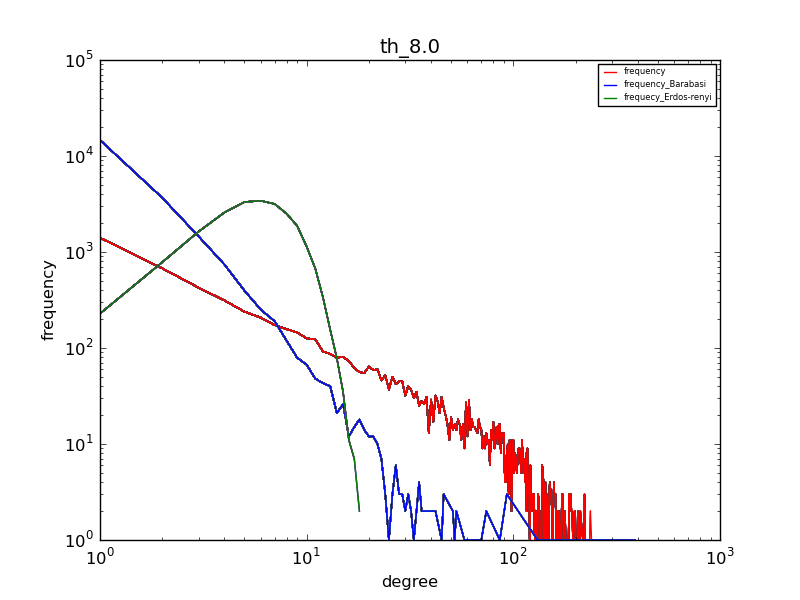 th_8.0
10^5
10^4
10^3
10^2
10^1
10^0
frequency
frequency
frequency_Barabasi
frequecy_Erdos-renyi
10^0
10^1
10^2
10^3
degree